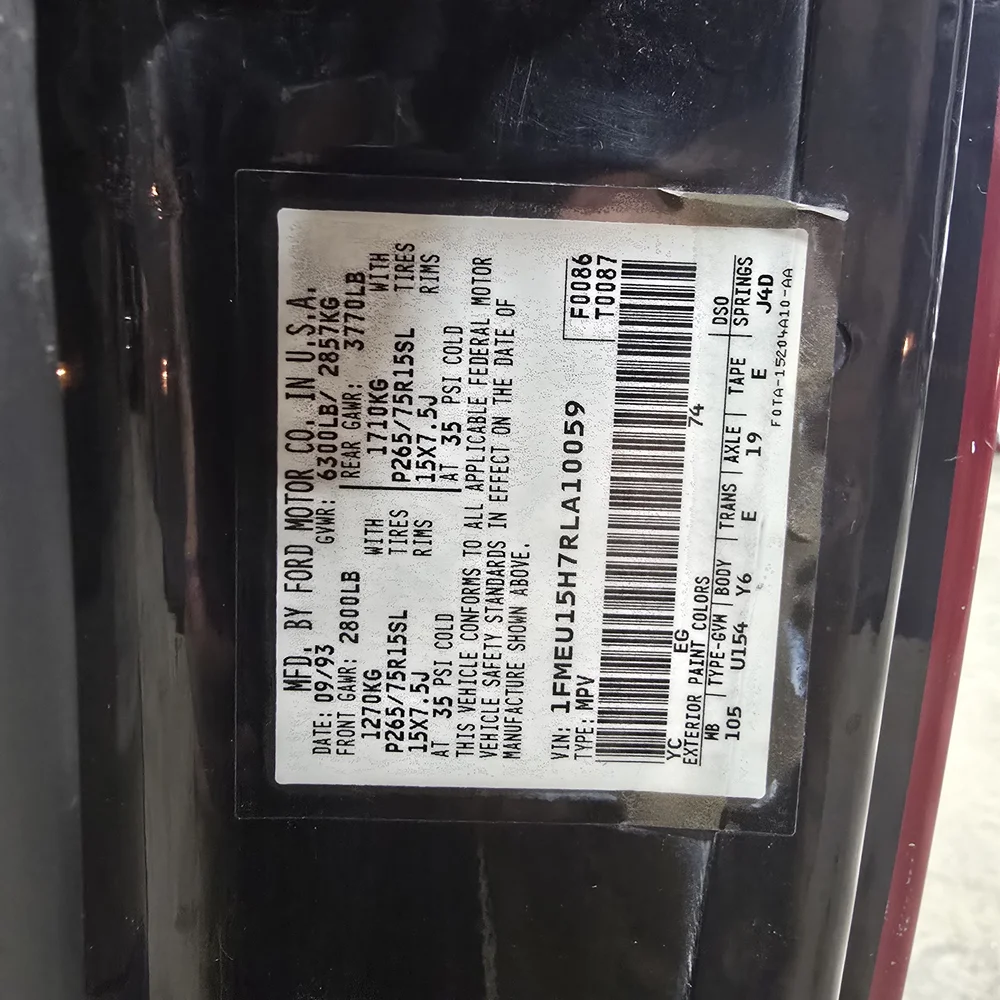 MFD. BY FORD MOTOR CO. IN U.S.A.
DATE: 09/93 GVWR: 6300LB/ 2857KG
FRONT GAWR: 2800LB REAR GAWR: 3770LB
1270KG WITH 1710KG WITH
P265/75R15SL TIRES P265/75R15SL TIRES
15X7.5J RIMS 15X7.5J RIMS
AT 35 PSI COLD AT 35 PSI COLD
THIS VEHICLE CONFORMS TO ALL APPLICABLE FEDERAL MOTOR
VEHICLE SAFETY STANDARDS IN EFFECT ON THE DATE OF
MANUFACTURE SHOWN ABOVE.
VIN: 1FMEU15H7RLA10059 F0086
TYPE: MPV T0087
YC EG 74
EXTERIOR PAINT COLORS DSO
WB TYPE-GVM BODY TRANS AXLE TAPE SPRINGS
105 U154 Y6 E 19 E J4D
F0TA-15204A10-AA